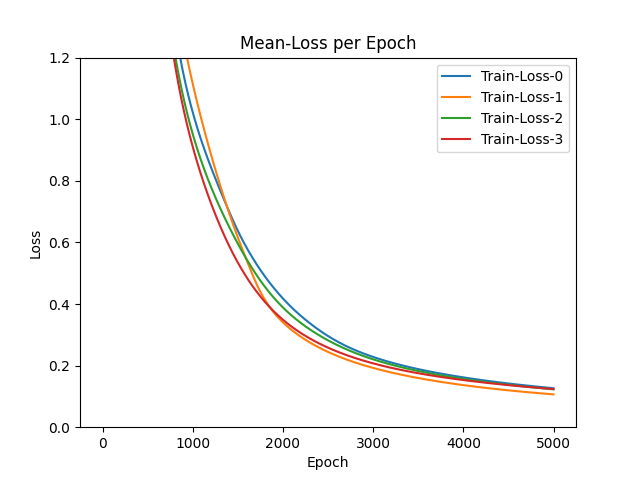 Mean-Loss per Epoch
Train-Loss-0
Train-Loss-1
Train-Loss-2
Train-Loss-3
Loss
1.2
1.0
0.8
0.6
0.4
0.2
0.0
0 1000 2000 3000 4000 5000
Epoch